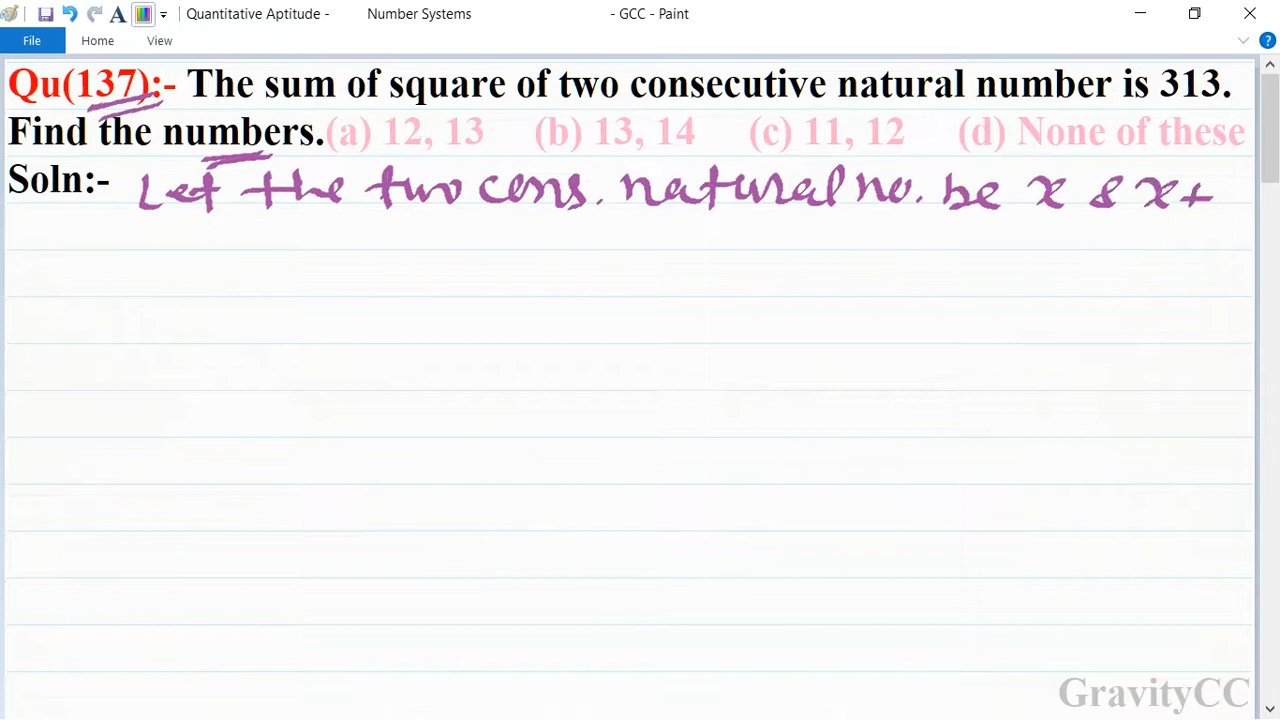 Quantitative Aptitude - Number Systems - GCC - Paint
File Home View
Qu(137):- The sum of square of two consecutive natural number is 313.
Find the numbers.(a) 12, 13 (b) 13, 14 (c) 11, 12 (d) None of these
Soln:- Let the two cons. natural no. be x & x+
GravityCC